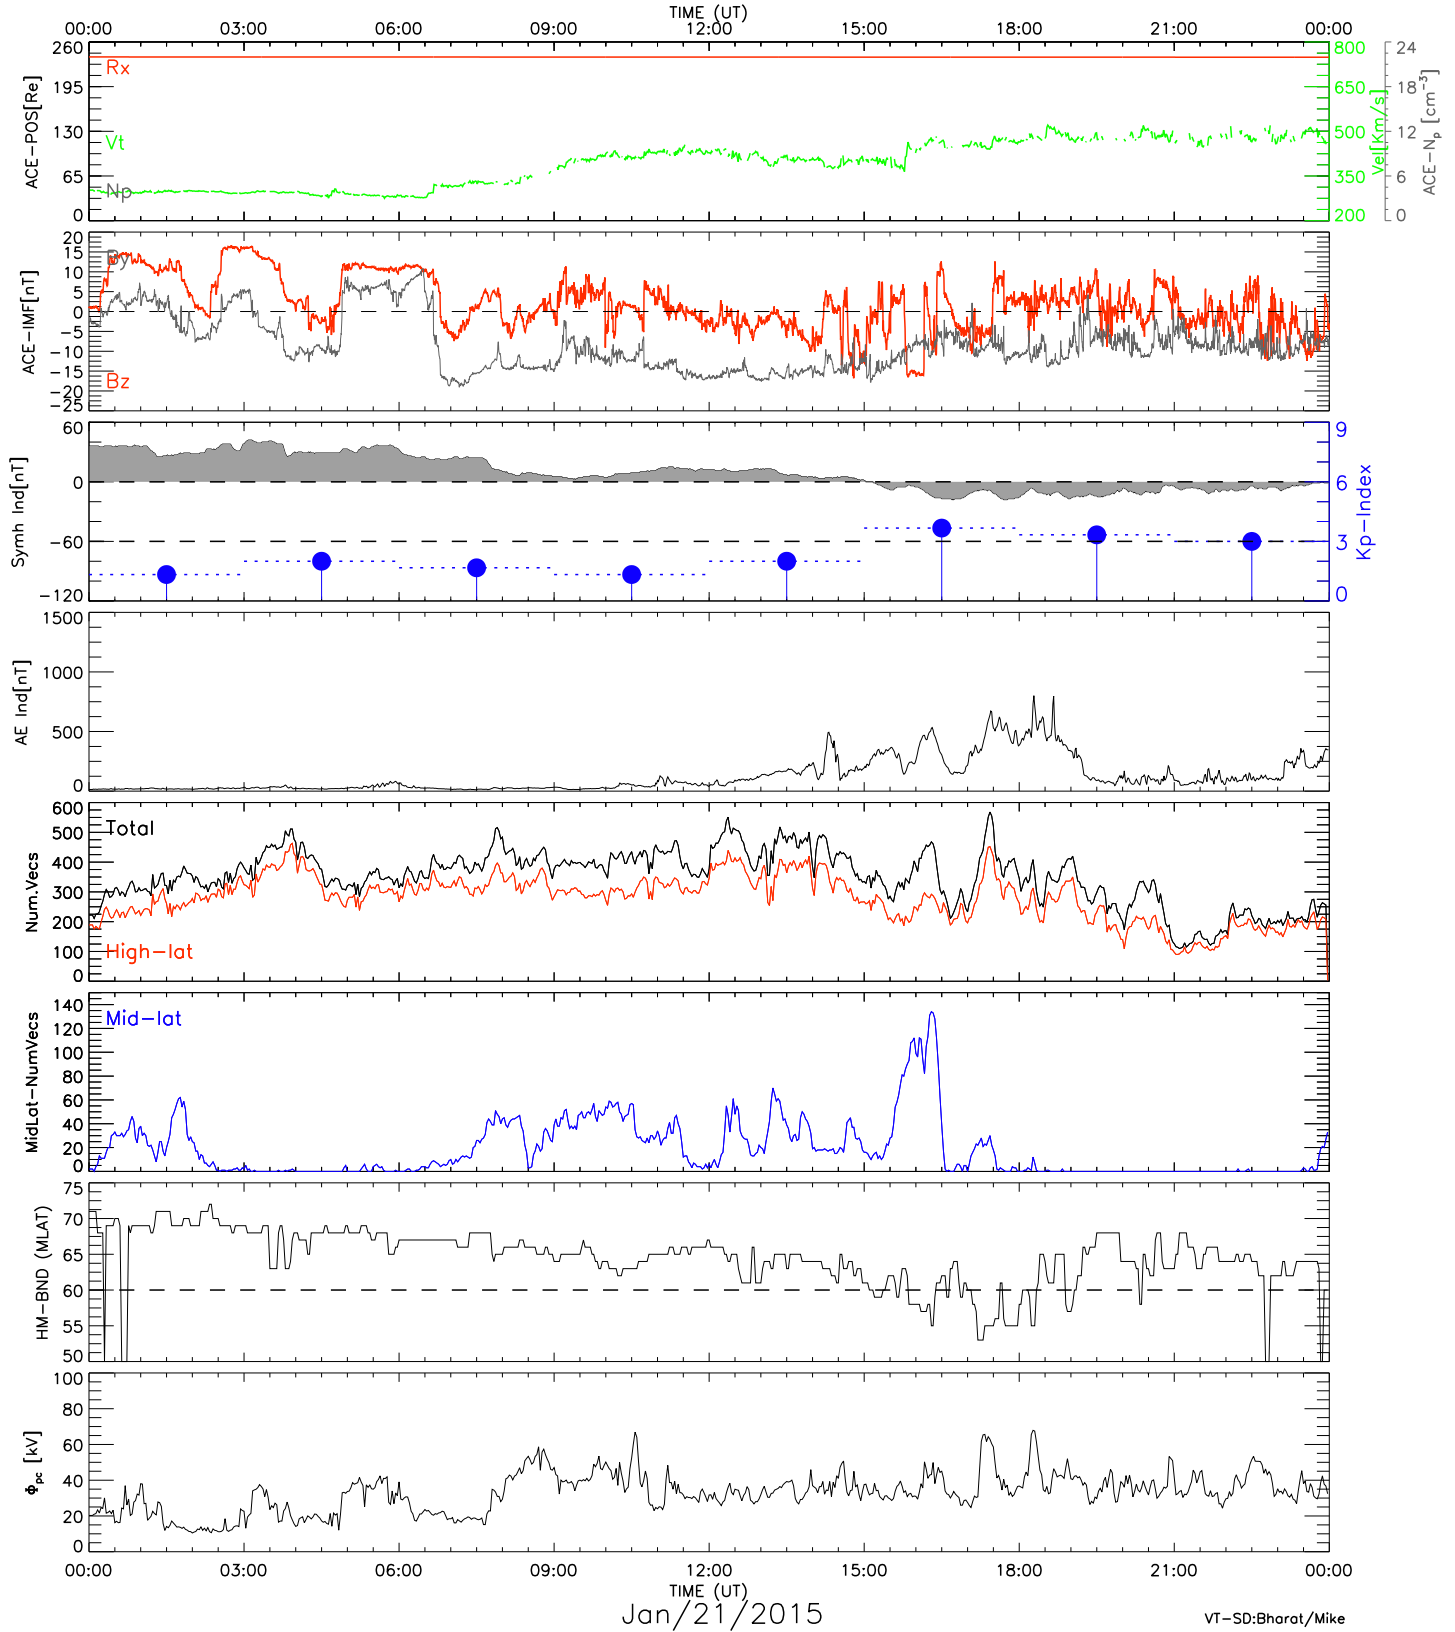 TIME (UT)
00:00 03:00 06:00 09:00 12:00 15:00 18:00 21:00 00:00
ACE-POS[Re]
260
195
130
65
0
Rx
Vt
Np
800
650
500
350
200
Vel[Km/s]
24
18
12
6
0
ACE-Np [cm-3]
ACE-IMF[nT]
20
15
10
5
0
-5
-10
-15
-20
-25
By
Bz
Symh Ind[nT]
60
0
-60
-120
9
6
3
0
Kp-Index
AE Ind[nT]
1500
1000
500
0
Num.Vecs
600
500
400
300
200
100
0
Total
High-lat
MidLat-NumVecs
140
120
100
80
60
40
20
0
Mid-lat
HM-BND (MLAT)
75
70
65
60
55
50
Φpc [kV]
100
80
60
40
20
0
00:00 03:00 06:00 09:00 12:00 15:00 18:00 21:00 00:00
TIME (UT)
Jan/21/2015
VT-SD:Bharat/Mike